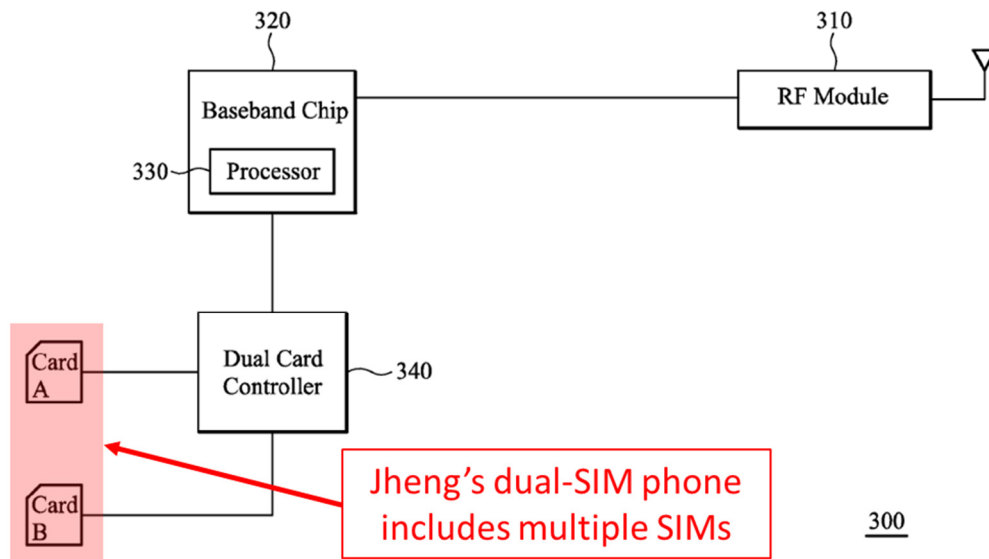 320
310
Baseband Chip
RF Module
330
Processor
Card
A
Dual Card
Controller
340
Card
B
Jheng’s dual-SIM phone
includes multiple SIMs
300